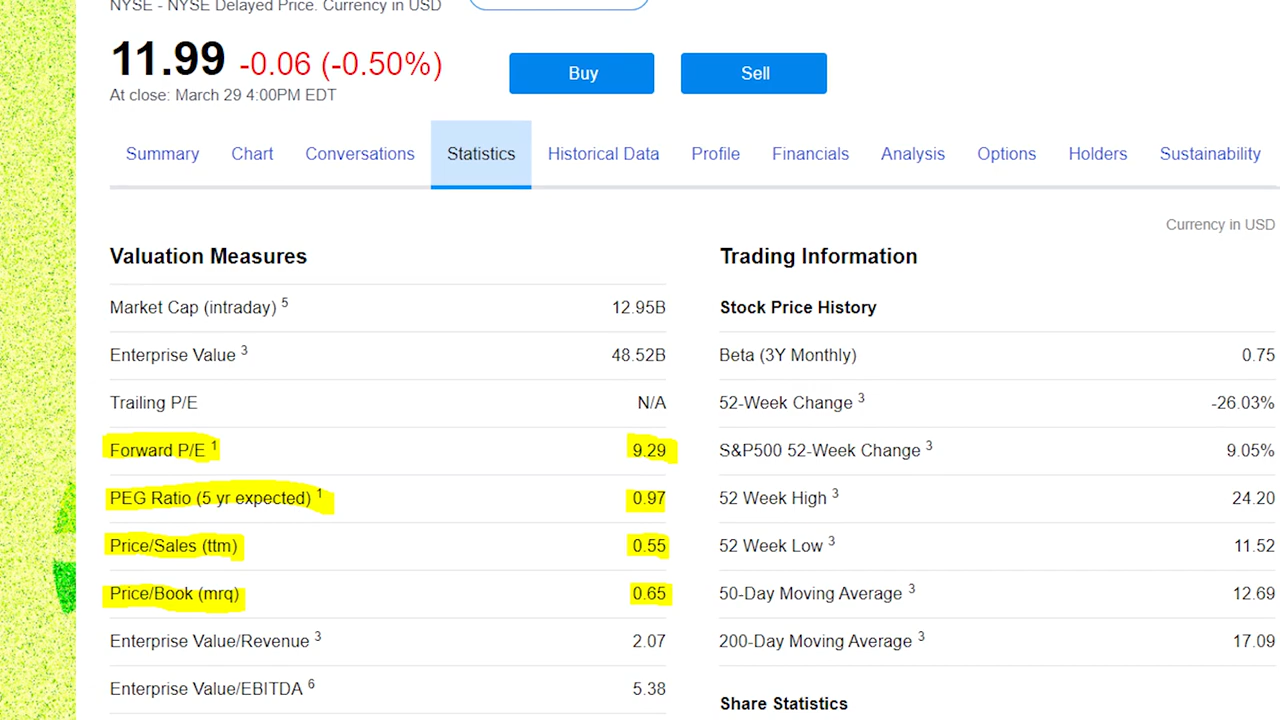 NYSE - NYSE Delayed Price. Currency in USD
11.99 -0.06 (-0.50%)
At close: March 29 4:00PM EDT
Buy
Sell
Summary Chart Conversations Statistics Historical Data Profile Financials Analysis Options Holders Sustainability
Currency in USD
Valuation Measures
Market Cap (intraday) 5 12.95B
Enterprise Value 3 48.52B
Trailing P/E N/A
Forward P/E 1 9.29
PEG Ratio (5 yr expected) 1 0.97
Price/Sales (ttm) 0.55
Price/Book (mrq) 0.65
Enterprise Value/Revenue 3 2.07
Enterprise Value/EBITDA 6 5.38
Trading Information
Stock Price History
Beta (3Y Monthly) 0.75
52-Week Change 3 -26.03%
S&P500 52-Week Change 3 9.05%
52 Week High 3 24.20
52 Week Low 3 11.52
50-Day Moving Average 3 12.69
200-Day Moving Average 3 17.09
Share Statistics